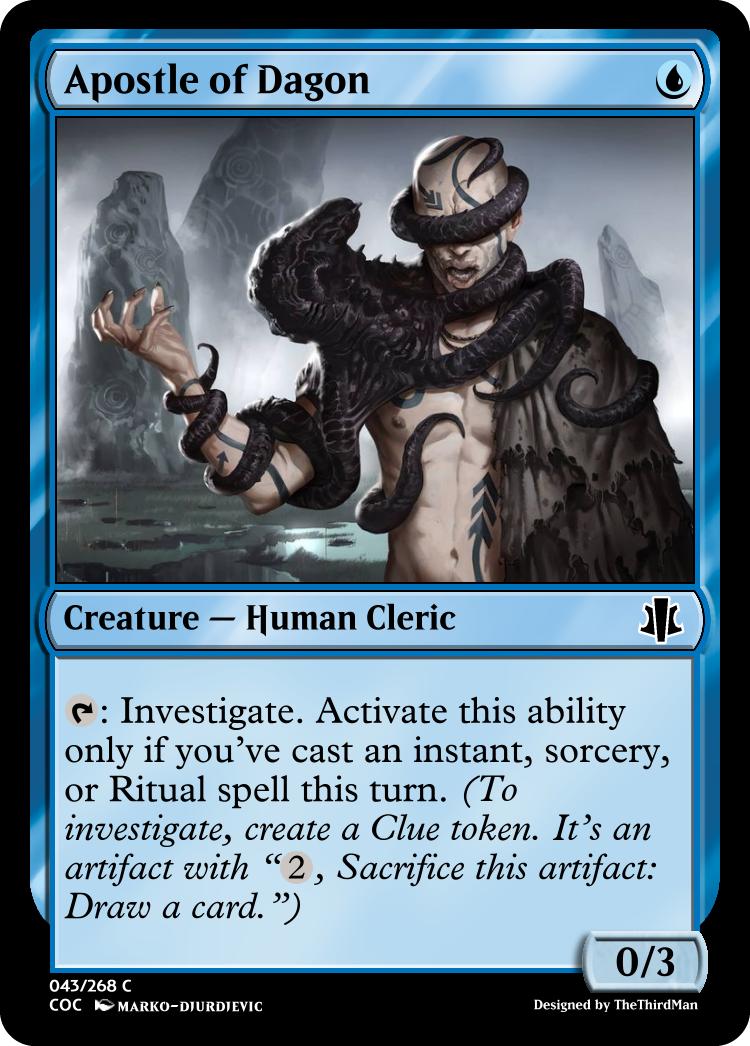 Apostle of Dagon
Creature — Human Cleric
: Investigate. Activate this ability
only if you’ve cast an instant, sorcery,
or Ritual spell this turn. (To
investigate, create a Clue token. It’s an
artifact with “2, Sacrifice this artifact:
Draw a card.”)
0/3
043/268 C
COC MARKO-DJURDJEVIC
Designed by TheThirdMan